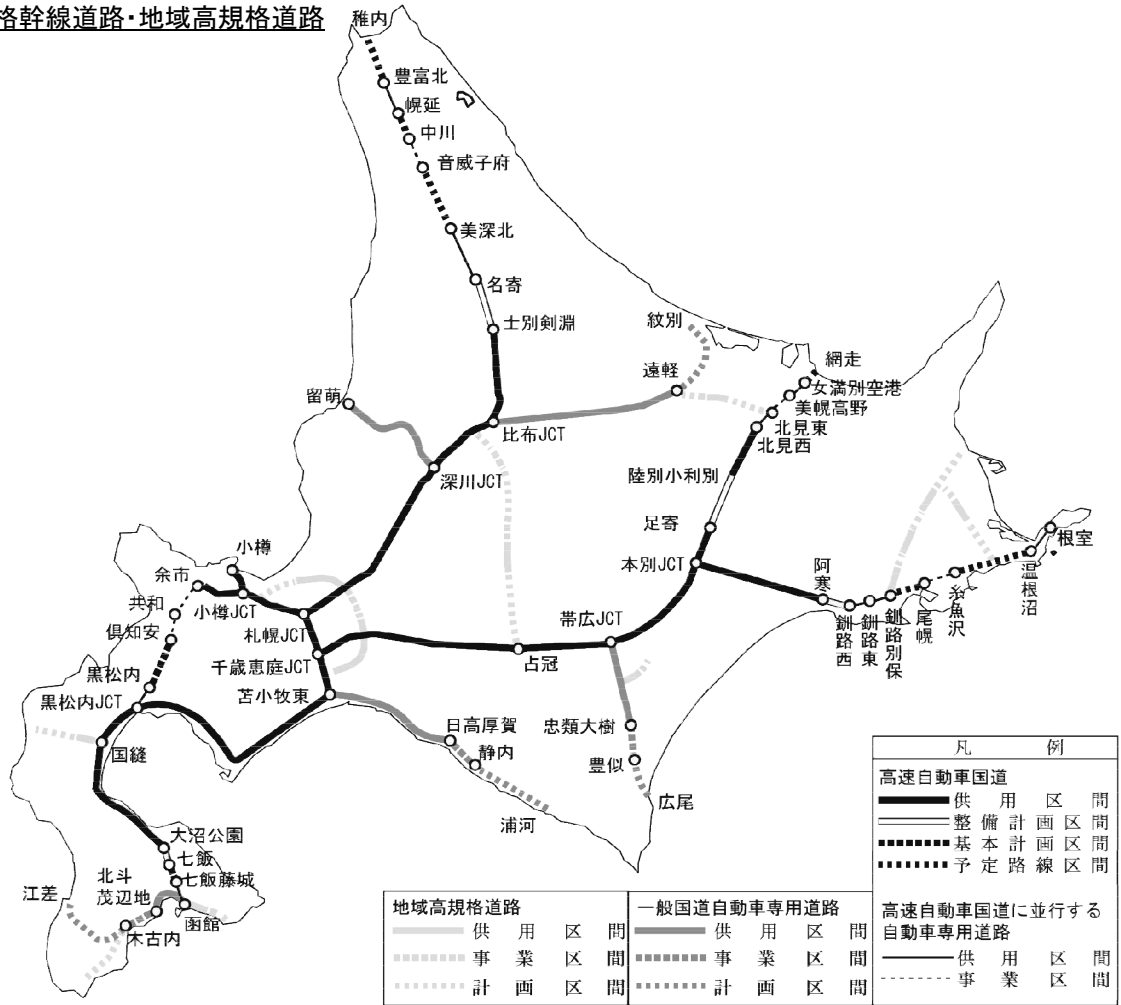 格幹線道路・地域高規格道路
稚内
豊富北
幌延
中川
音威子府
美深北
名寄
士別剣淵
紋別
網走
遠軽
女満別空港
美幌高野
留萌
北見東
比布JCT
北見西
深川JCT
陸別小利別
足寄
小樽
根室
余市
本別JCT
阿寒
温根沼
共和
小樽JCT
帯広JCT
糸魚沢
倶知安
札幌JCT
尾幌
釧路別保
釧路東
釧路西
千歳恵庭JCT
占冠
黒松内
黒松内JCT
苫小牧東
日高厚賀
忠類大樹
国縫
静内
豊似
広尾
浦河
大沼公園
七飯
七飯藤城
北斗
茂辺地
江差
函館
木古内
凡例
高速自動車国道
供用区間
整備計画区間
基本計画区間
予定路線区間
高速自動車国道に並行する
自動車専用道路
供用区間
事業区間
地域高規格道路
供用区間
事業区間
計画区間
一般国道自動車専用道路
供用区間
事業区間
計画区間